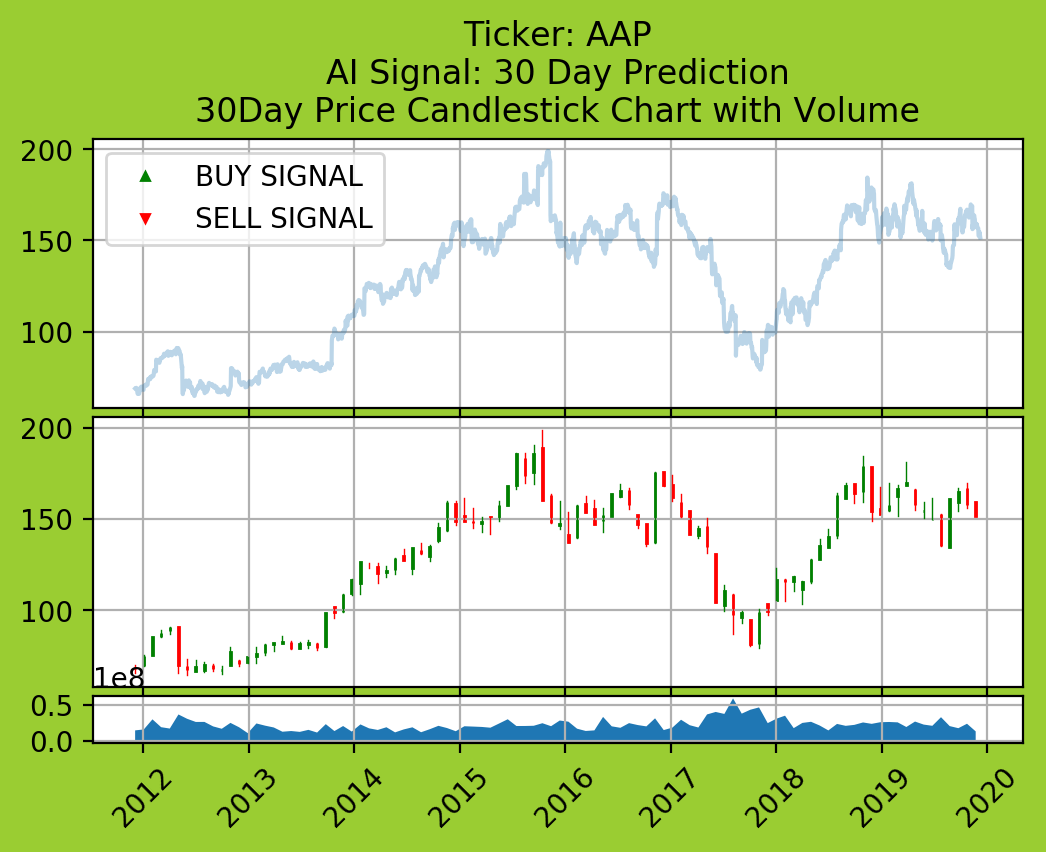 Ticker: AAP
AI Signal: 30 Day Prediction
30Day Price Candlestick Chart with Volume
200
150
100
BUY SIGNAL
SELL SIGNAL
200
150
100
1e8
0.5
0.0
2012 2013 2014 2015 2016 2017 2018 2019 2020